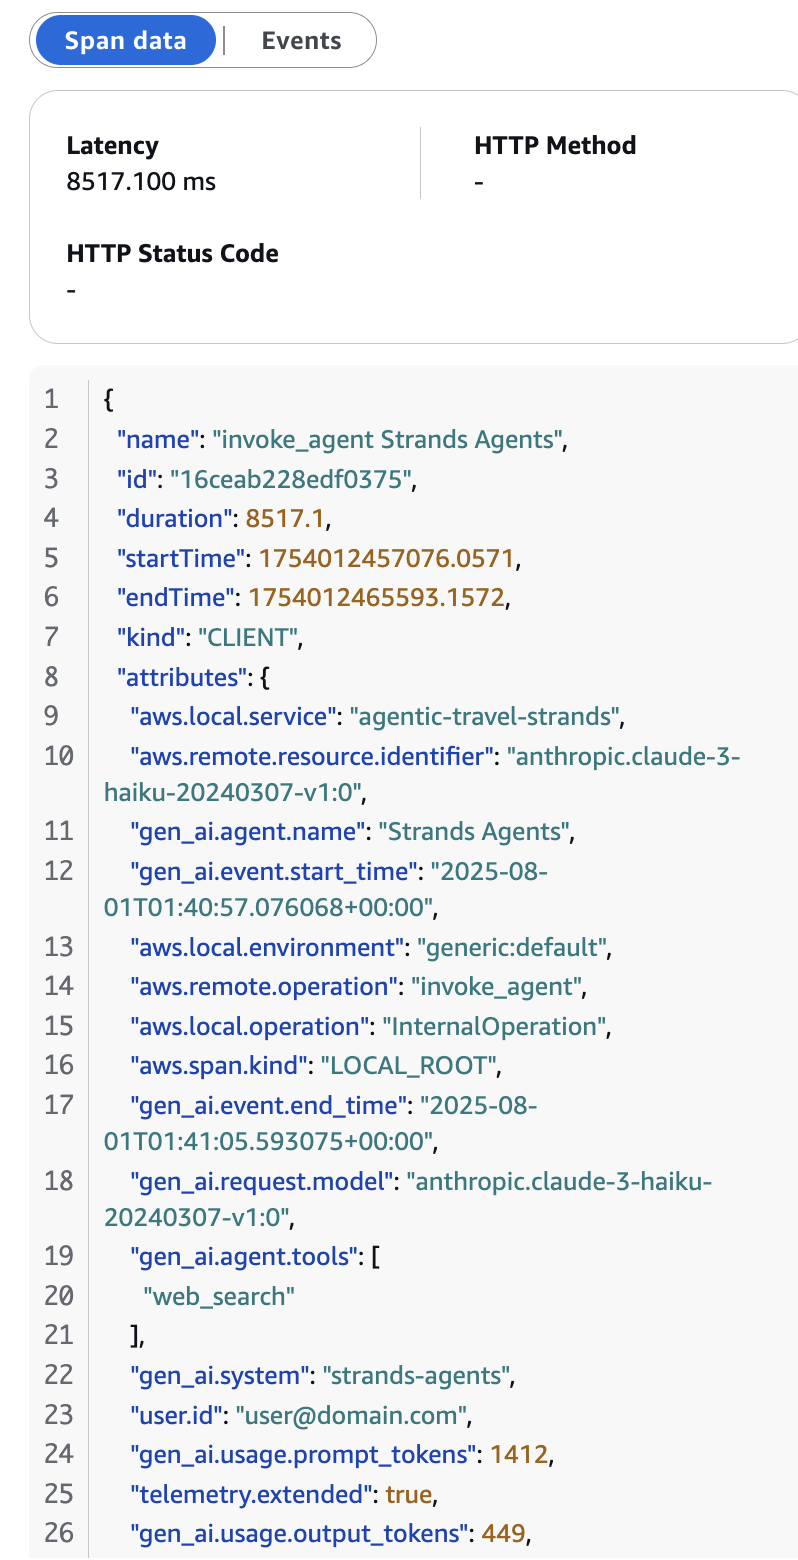 Span data | Events
Latency
8517.100 ms
HTTP Method
-
HTTP Status Code
-
1 {
2 "name": "invoke_agent Strands Agents",
3 "id": "16ceab228edf0375",
4 "duration": 8517.1,
5 "startTime": 1754012457076.0571,
6 "endTime": 1754012465593.1572,
7 "kind": "CLIENT",
8 "attributes": {
9 "aws.local.service": "agentic-travel-strands",
10 "aws.remote.resource.identifier": "anthropic.claude-3-
haiku-20240307-v1:0",
11 "gen_ai.agent.name": "Strands Agents",
12 "gen_ai.event.start_time": "2025-08-
01T01:40:57.076068+00:00",
13 "aws.local.environment": "generic:default",
14 "aws.remote.operation": "invoke_agent",
15 "aws.local.operation": "InternalOperation",
16 "aws.span.kind": "LOCAL_ROOT",
17 "gen_ai.event.end_time": "2025-08-
01T01:41:05.593075+00:00",
18 "gen_ai.request.model": "anthropic.claude-3-haiku-
20240307-v1:0",
19 "gen_ai.agent.tools": [
20 "web_search"
21 ],
22 "gen_ai.system": "strands-agents",
23 "user.id": "user@domain.com",
24 "gen_ai.usage.prompt_tokens": 1412,
25 "telemetry.extended": true,
26 "gen_ai.usage.output_tokens": 449,